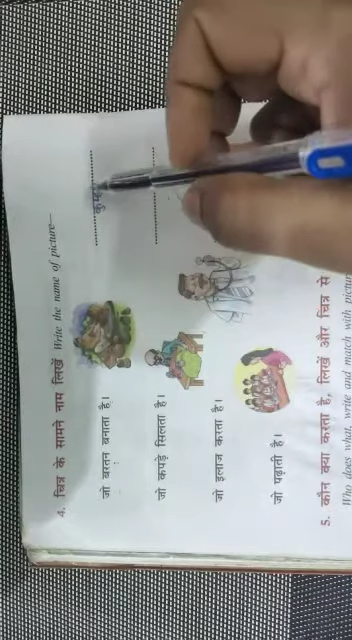 4. चित्र के सामने नाम लिखें Write the name of picture—
जो बरतन बनाता है।
जो कपड़े सिलता है।
जो इलाज करता है।
जो पढ़ाती है।
5. कौन क्या करता है, लिखें और चित्र से
Who does what, write and match with pictur